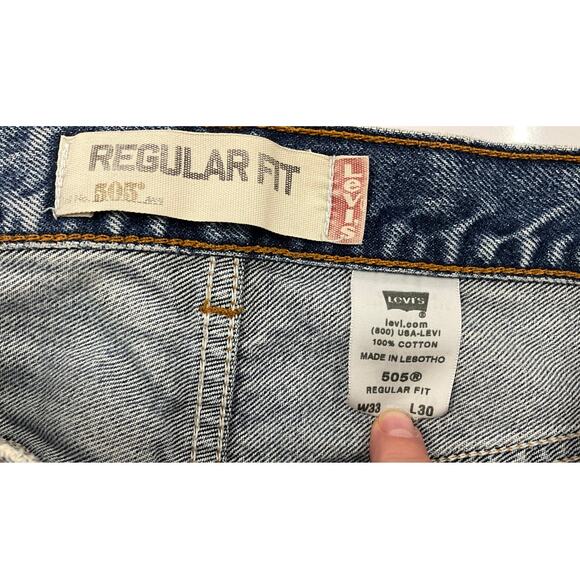 REGULAR FIT
505®
LEVI'S
LEVI'S
®
levi.com
(800) USA-LEVI
100% COTTON
MADE IN LESOTHO
505®
REGULAR FIT
W33 L30